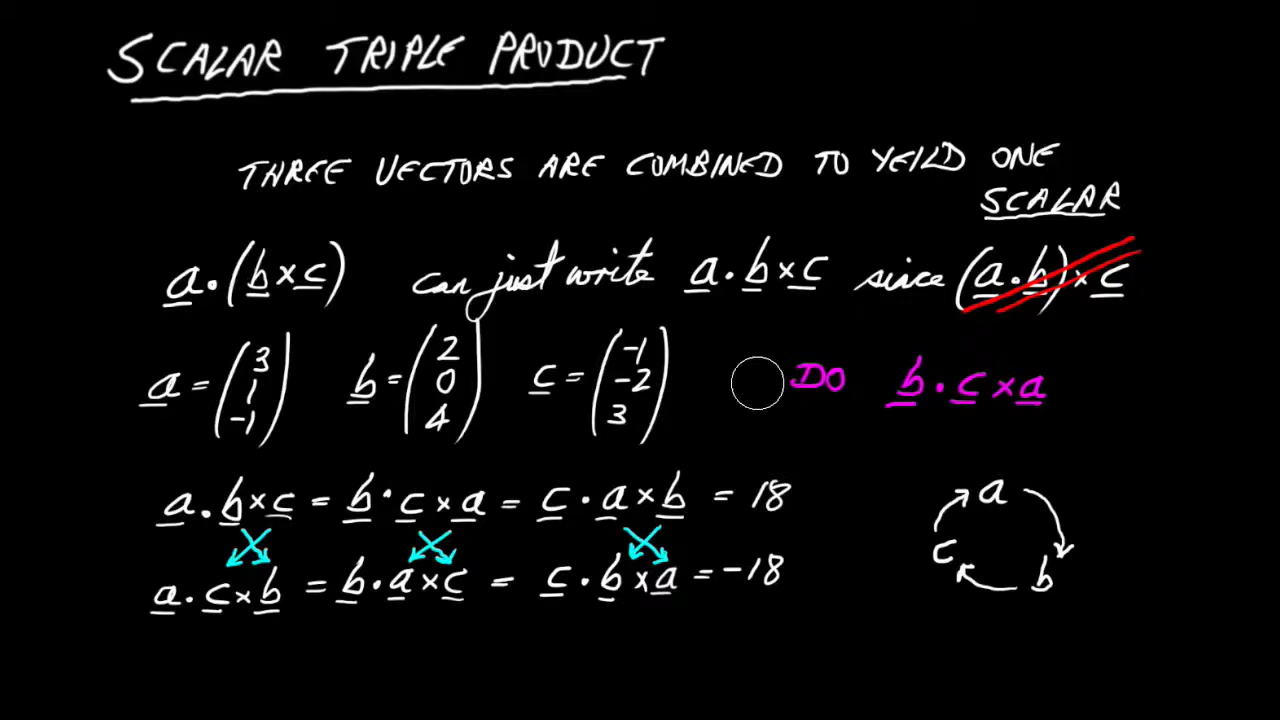 SCALAR TRIPLE PRODUCT
THREE VECTORS ARE COMBINED TO YEILD ONE
SCALAR
a·(b×c) can just write a·b×c since (a·b)×c
a = (3 1 -1) b = (2 0 4) c = (-1 -2 3) DO b·c×a
a·b×c = b·c×a = c·a×b = 18
a·c×b = b·a×c = c·b×a = -18
a
c
b